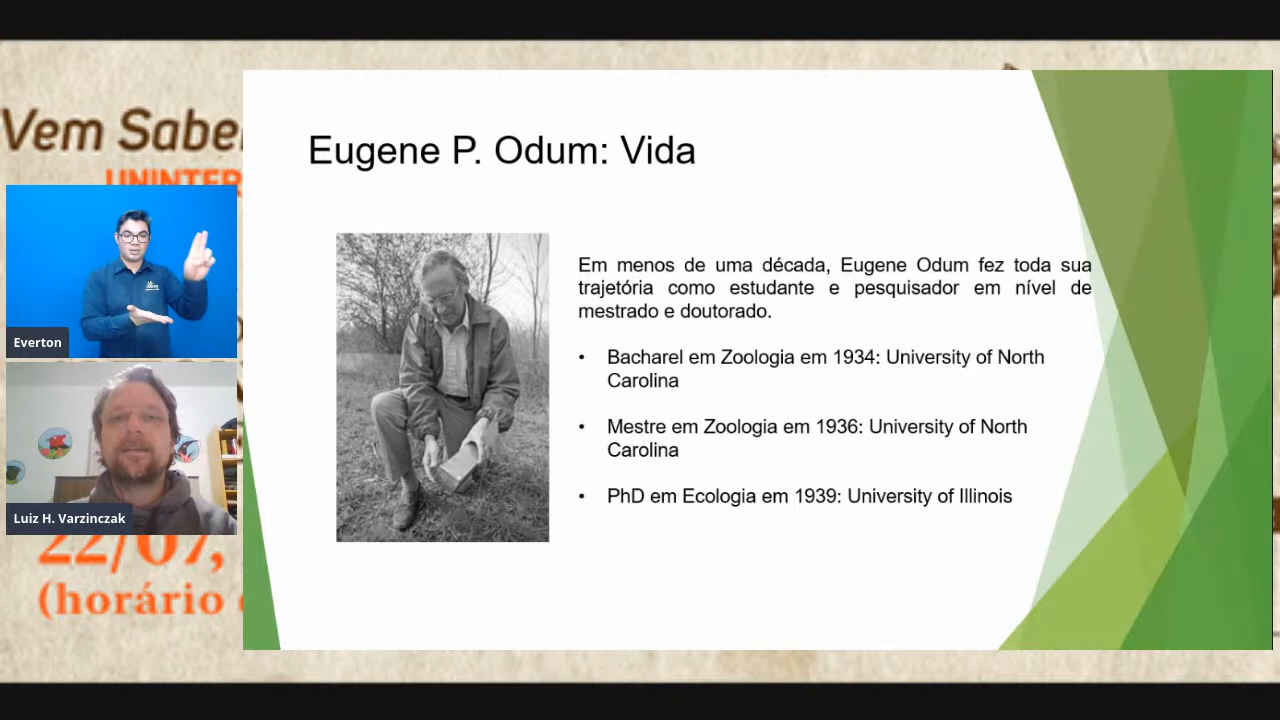 Vem Sabe
UNINTER
Eugene P. Odum: Vida
Em menos de uma década, Eugene Odum fez toda sua
trajetória como estudante e pesquisador em nível de
mestrado e doutorado.
• Bacharel em Zoologia em 1934: University of North
Carolina
• Mestre em Zoologia em 1936: University of North
Carolina
• PhD em Ecologia em 1939: University of Illinois
Everton
Luiz H. Varzinczak
22/07,
(horário